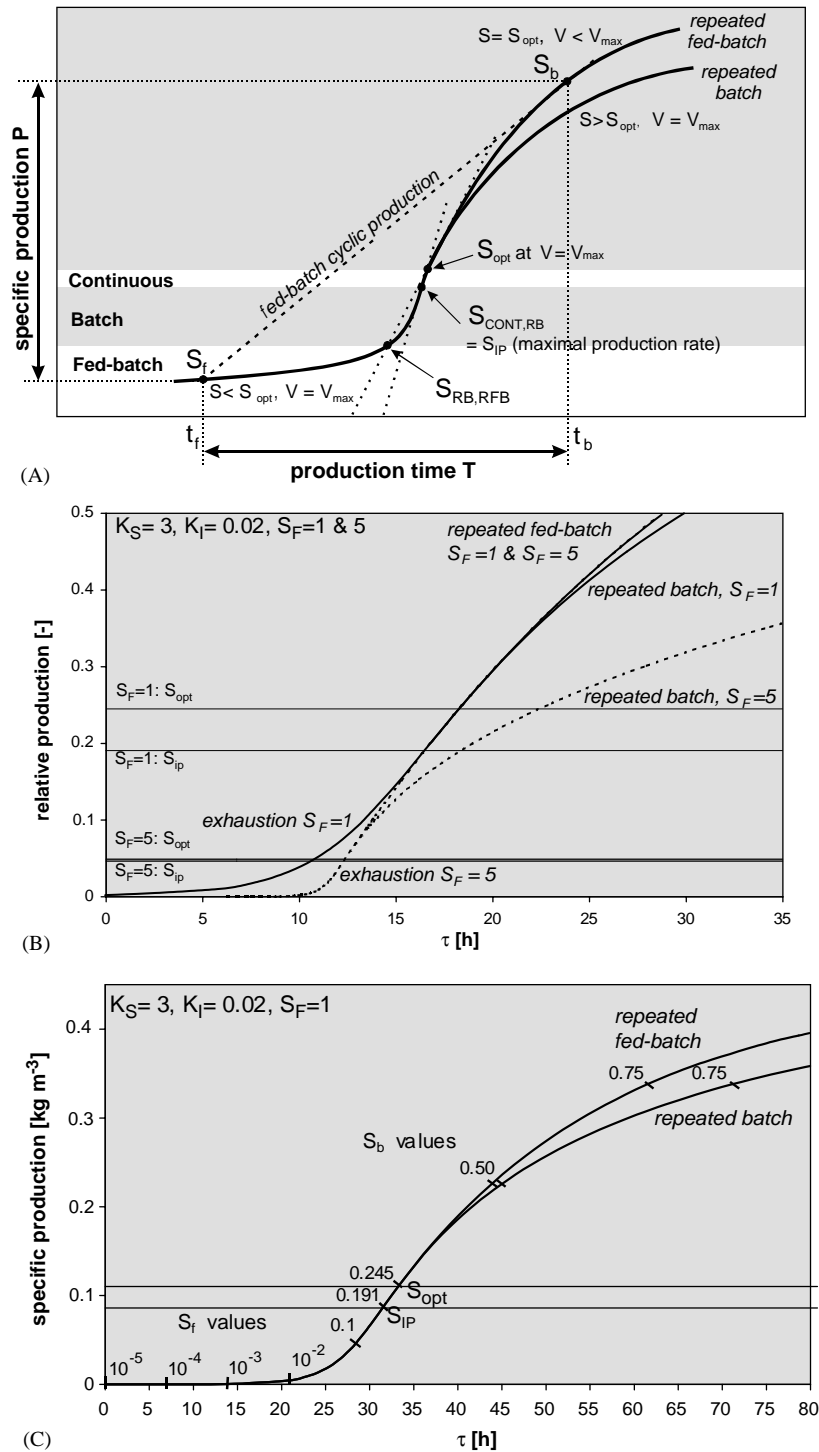 S= S_opt, V < V_max
repeated
fed-batch
S_b
repeated
batch
S>S_opt, V = V_max
specific production P
fed-batch cyclic production
S_opt at V = V_max
Continuous
Batch
S_CONT,RB
= S_IP (maximal production rate)
Fed-batch
S_f
S_RB,RFB
S< S_opt, V = V_max
t_f
t_b
production time T
(A)
K_S= 3, K_I= 0.02, S_F=1 & 5
repeated fed-batch
S_F=1 & S_F= 5
repeated batch, S_F=1
S_F=1: S_opt
repeated batch, S_F=5
S_F=1: S_ip
exhaustion S_F=1
S_F=5: S_opt
S_F=5: S_ip
exhaustion S_F= 5
relative production [-]
0.5
0.4
0.3
0.2
0.1
0
0 5 10 15 20 25 30 35
τ [h]
(B)
K_S= 3, K_I= 0.02, S_F=1
repeated
fed-batch
0.75 0.75
repeated batch
S_b values
0.50
0.245
S_opt
0.191
S_IP
0.1
S_f values
10^-5 10^-4 10^-3 10^-2
specific production [kg m^-3]
0.4
0.3
0.2
0.1
0
0 5 10 15 20 25 30 35 40 45 50 55 60 65 70 75 80
τ [h]
(C)